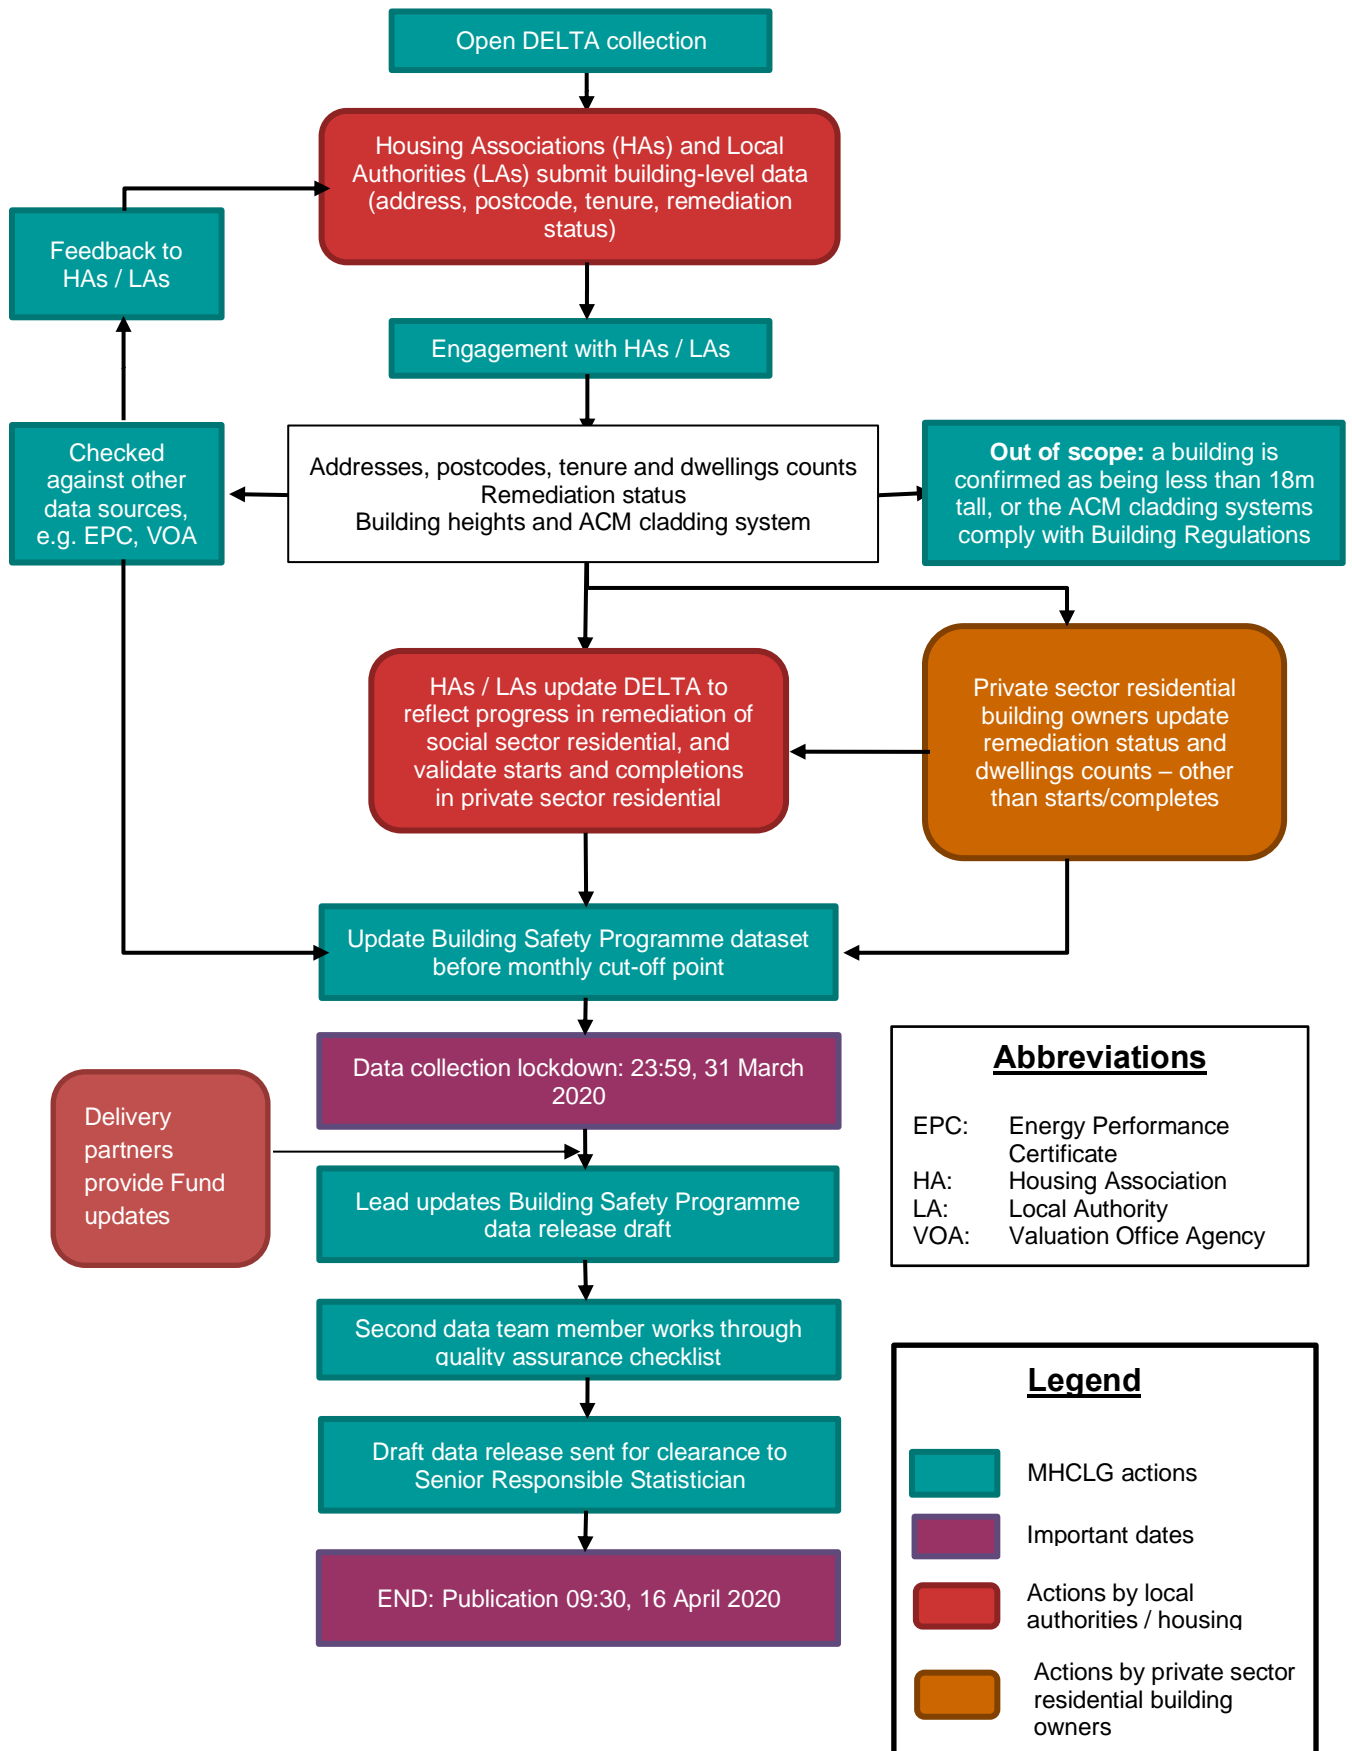 Open DELTA collection
Housing Associations (HAs) and Local
Authorities (LAs) submit building-level data
(address, postcode, tenure, remediation
status)
Feedback to
HAs / LAs
Engagement with HAs / LAs
Checked
against other
data sources,
e.g. EPC, VOA
Addresses, postcodes, tenure and dwellings counts
Remediation status
Building heights and ACM cladding system
Out of scope: a building is
confirmed as being less than 18m
tall, or the ACM cladding systems
comply with Building Regulations
HAs / LAs update DELTA to
reflect progress in remediation of
social sector residential, and
validate starts and completions
in private sector residential
Private sector residential
building owners update
remediation status and
dwellings counts – other
than starts/completes
Update Building Safety Programme dataset
before monthly cut-off point
Data collection lockdown: 23:59, 31 March
2020
Delivery
partners
provide Fund
updates
Lead updates Building Safety Programme
data release draft
Second data team member works through
quality assurance checklist
Draft data release sent for clearance to
Senior Responsible Statistician
END: Publication 09:30, 16 April 2020
Abbreviations
EPC: Energy Performance
Certificate
HA: Housing Association
LA: Local Authority
VOA: Valuation Office Agency
Legend
MHCLG actions
Important dates
Actions by local
authorities / housing
Actions by private sector
residential building
owners